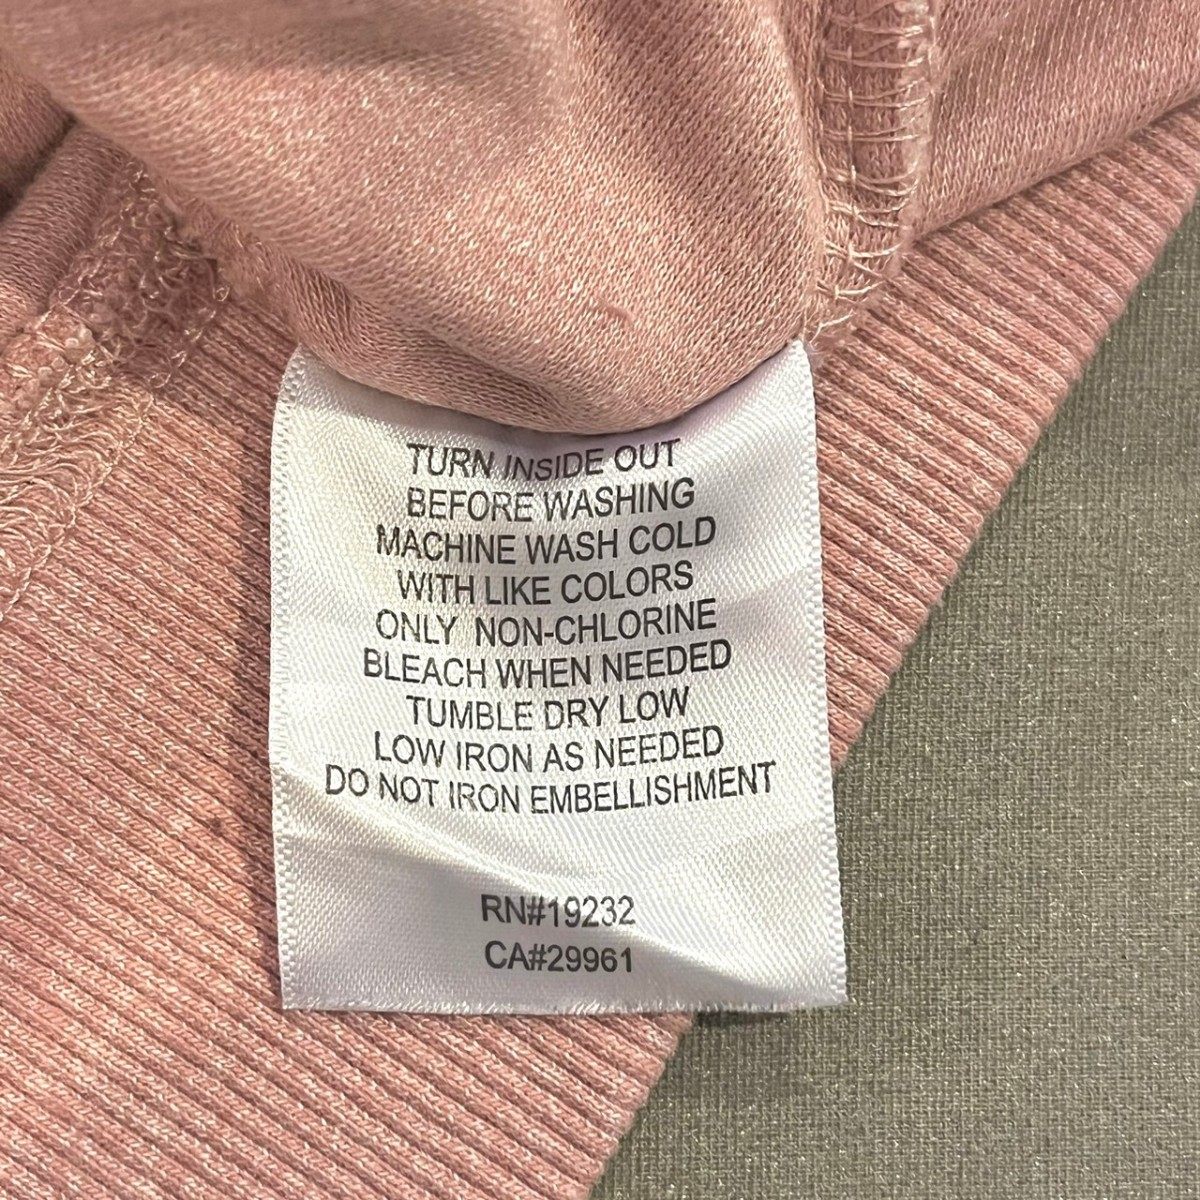 TURN INSIDE OUT
BEFORE WASHING
MACHINE WASH COLD
WITH LIKE COLORS
ONLY NON-CHLORINE
BLEACH WHEN NEEDED
TUMBLE DRY LOW
LOW IRON AS NEEDED
DO NOT IRON EMBELLISHMENT
RN#19232
CA#29961